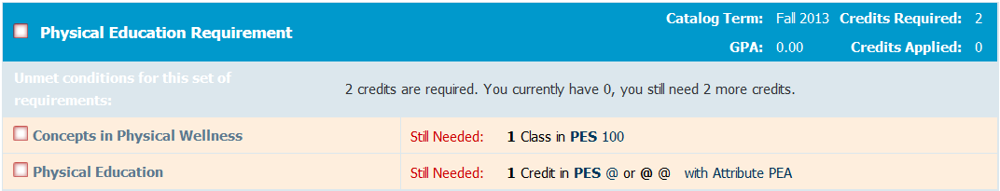 Physical Education Requirement
Catalog Term: Fall 2013 Credits Required: 2
GPA: 0.00 Credits Applied: 0
Unmet conditions for this set of
requirements:
2 credits are required. You currently have 0, you still need 2 more credits.
Concepts in Physical Wellness Still Needed: 1 Class in PES 100
Physical Education Still Needed: 1 Credit in PES @ or @ @ with Attribute PEA